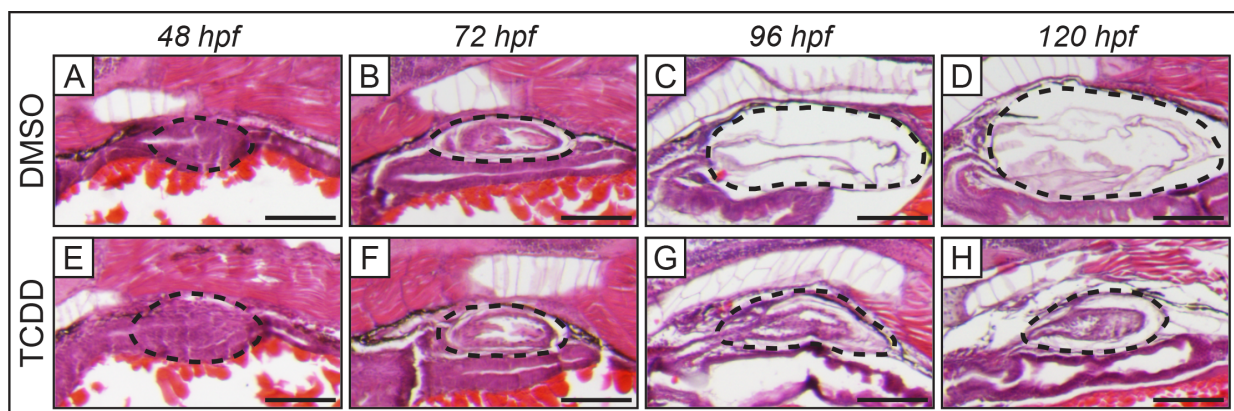 48 hpf 72 hpf 96 hpf 120 hpf
DMSO
A B C D
TCDD
E F G H